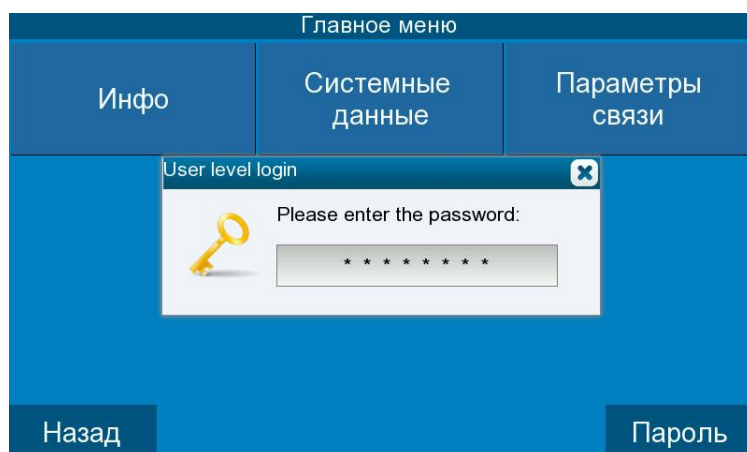 Главное меню
Инфо
Системные
данные
Параметры
связи
User level login
Please enter the password:
* * * * * * * *
Назад
Пароль